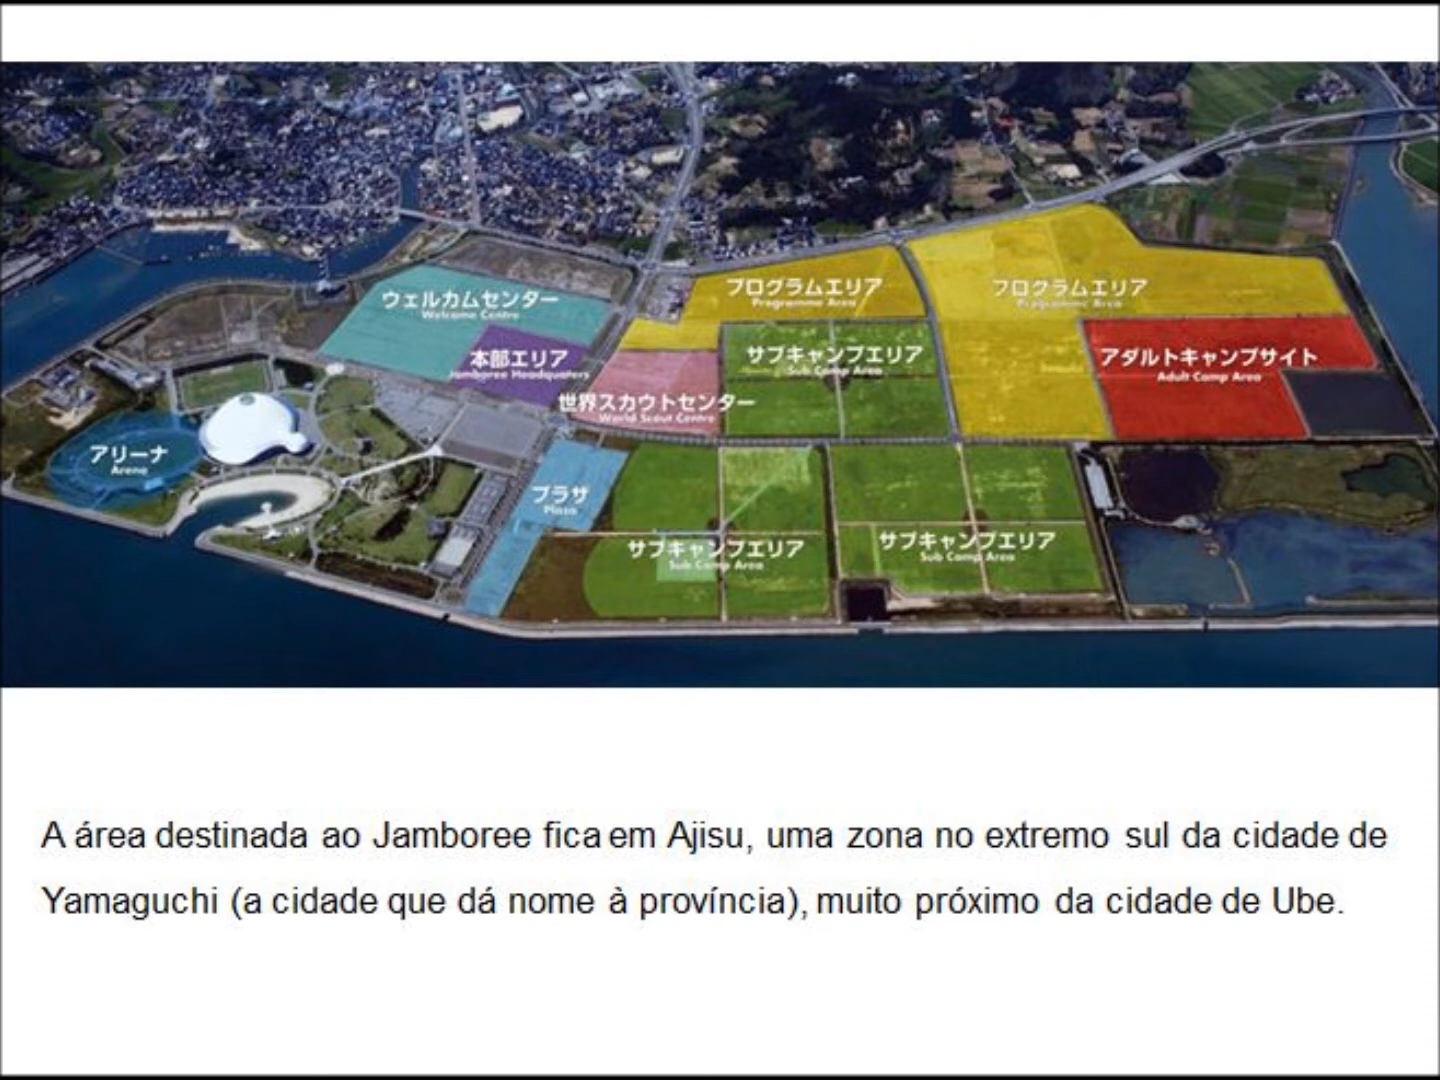 ウェルカムセンター
Welcome Centre
本部エリア
Jamboree Headquaters
世界スカウトセンター
World Scout Centre
プログラムエリア
Programme Area
プログラムエリア
Programme Area
サブキャンプエリア
Sub Camp Area
アダルトキャンプサイト
Adult Camp Area
アリーナ
Arena
プラザ
Plaza
サブキャンプエリア
Sub Camp Area
サブキャンプエリア
Sub Camp Area
A área destinada ao Jamboree fica em Ajisu, uma zona no extremo sul da cidade de
Yamaguchi (a cidade que dá nome à província), muito próximo da cidade de Ube.